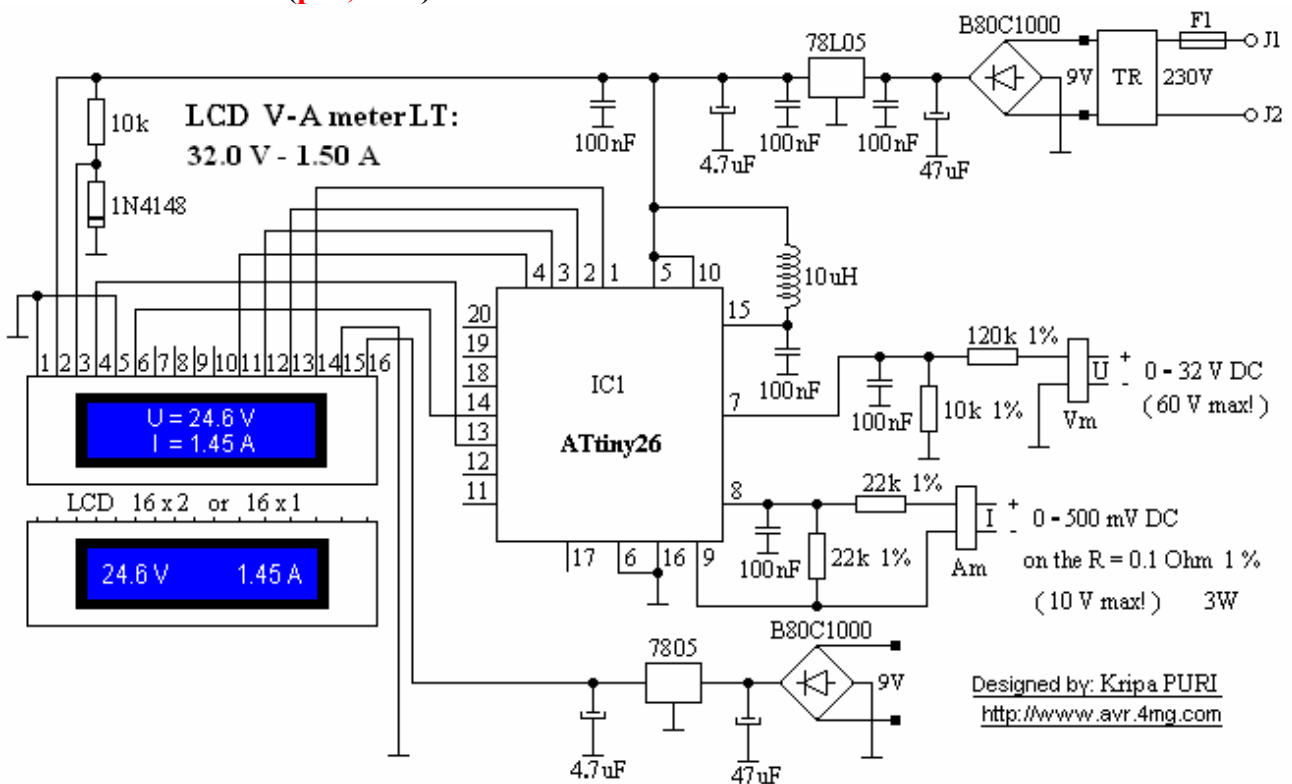 B80C1000
F1
J1
78L05
9V
TR
230V
J2
10k
LCD V-A meter LT:
32.0 V - 1.50 A
100nF
4.7uF
100nF
100nF
47uF
1N4148
4 3 2 1 5 10
10uH
20
15
19
120k 1%
1 2 3 4 5 6 7 8 9 10 11 12 13 14 15 16
18
IC1
100nF
U
+
-
0 - 32 V DC
14
7
100nF
10k 1%
( 60 V max! )
Vm
U = 24.6 V
I = 1.45 A
13
ATtiny26
12
22k 1%
11
8
LCD 16 x 2 or 16 x 1
I
+
-
0 - 500 mV DC
17
6
16
9
100nF
22k 1%
Am
on the R = 0.1 Ohm 1 %
24.6 V 1.45 A
( 10 V max! ) 3W
B80C1000
7805
9V
Designed by: Kripa PURI
http://www.avr.4mg.com
4.7uF
47uF